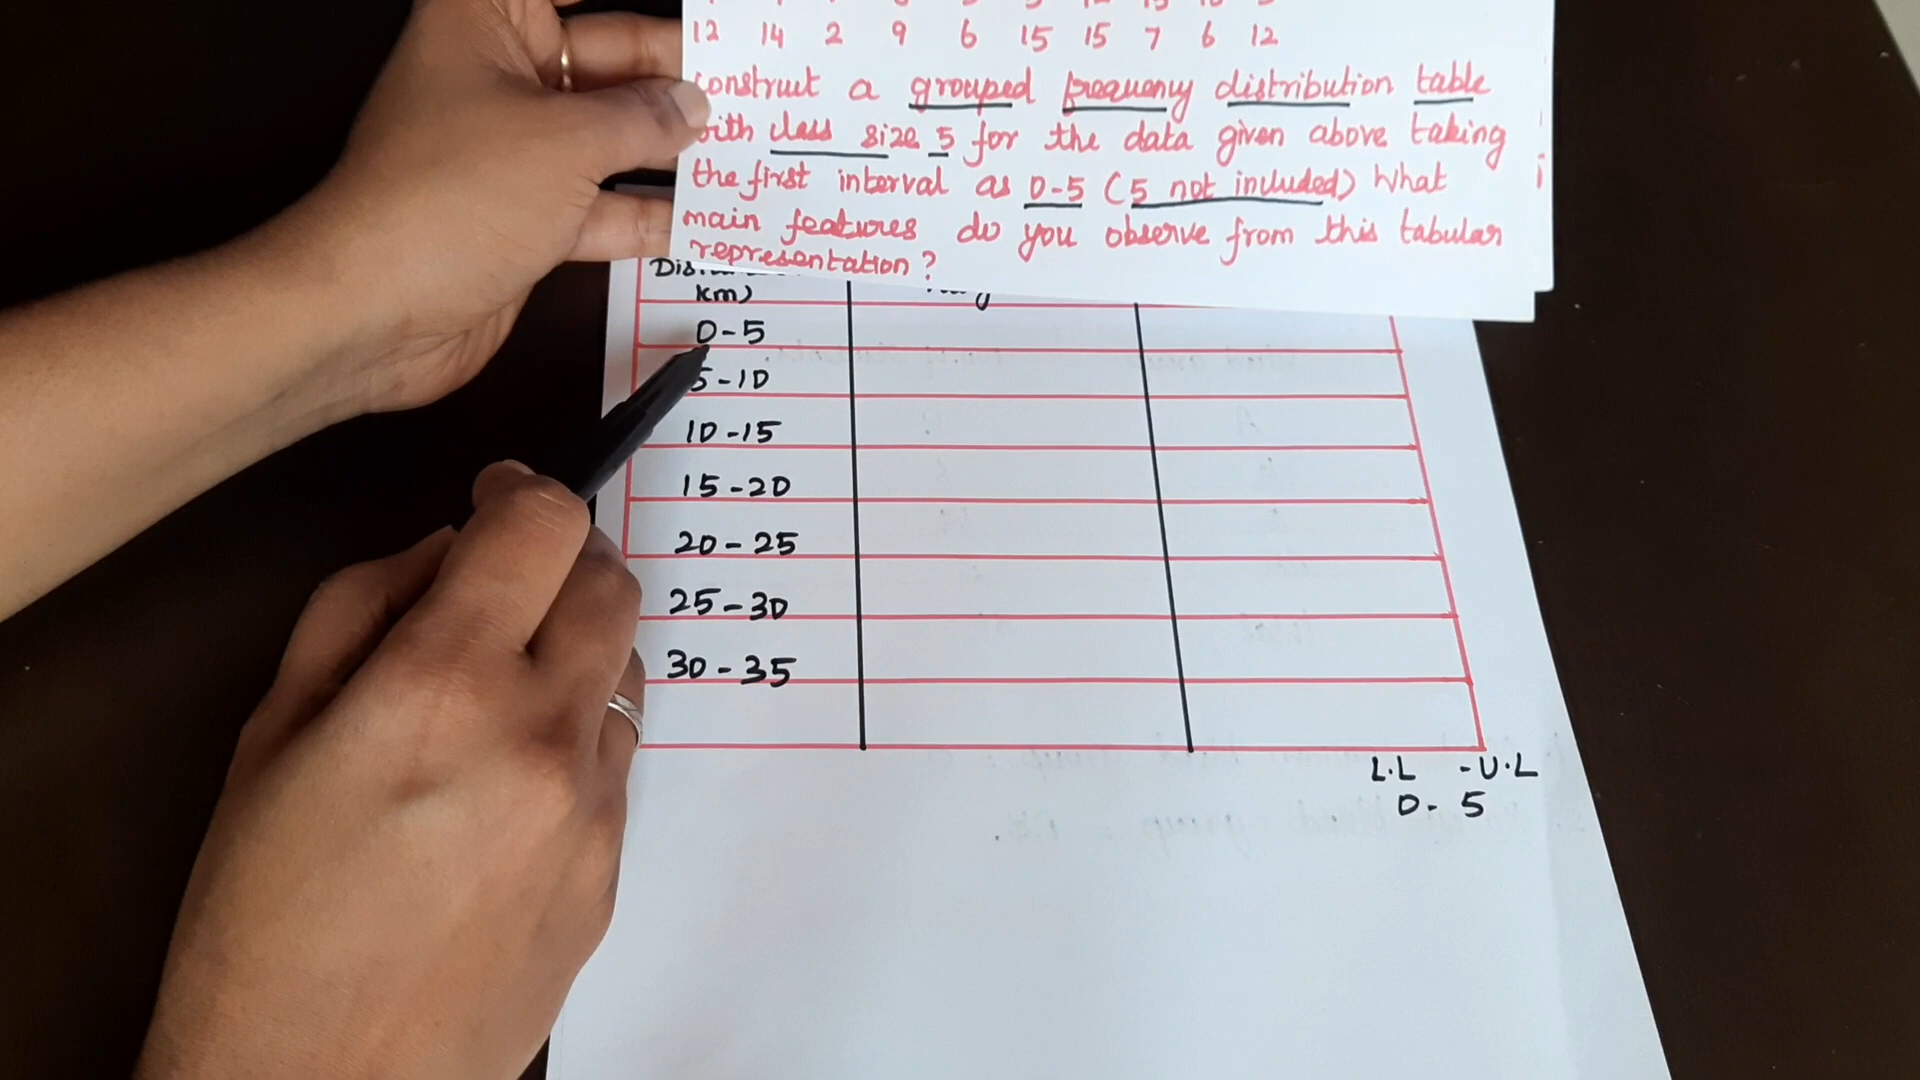 12 14 2 9 6 15 15 7 6 12
construct a grouped frequency distribution table
with class size 5 for the data given above taking
the first interval as 0-5 (5 not included) What
main features do you observe from this tabular
representation?
km)
0-5
5-10
10-15
15-20
20-25
25-30
30-35
L.L - U.L
0- 5